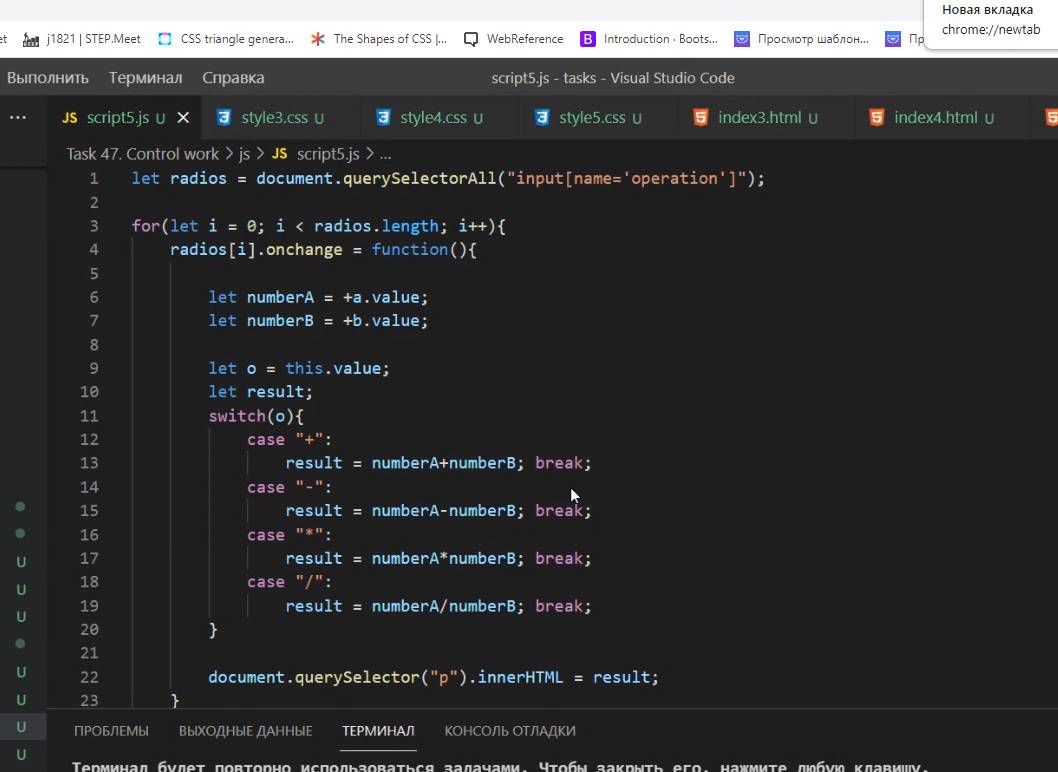 Новая вкладка
chrome://newtab
et j1821 | STEP.Meet CSS triangle genera... The Shapes of CSS |... WebReference B Introduction · Boots... Просмотр шаблон... Пр
Выполнить Терминал Справка script5.js - tasks - Visual Studio Code
... JS script5.js U × style3.css U style4.css U style5.css U index3.html U index4.html U
Task 47. Control work > js > JS script5.js > ...
1 let radios = document.querySelectorAll("input[name='operation']");
2
3 for(let i = 0; i < radios.length; i++){
4 radios[i].onchange = function(){
5
6 let numberA = +a.value;
7 let numberB = +b.value;
8
9 let o = this.value;
10 let result;
11 switch(o){
12 case "+":
13 result = numberA+numberB; break;
14 case "-":
15 result = numberA-numberB; break;
16 case "*":
17 result = numberA*numberB; break;
18 case "/":
19 result = numberA/numberB; break;
20 }
21
22 document.querySelector("p").innerHTML = result;
23 }
U
U
U
U
U
U
U
ПРОБЛЕМЫ ВЫХОДНЫЕ ДАННЫЕ ТЕРМИНАЛ КОНСОЛЬ ОТЛАДКИ
Терминал будет повторно использоваться задачами. Чтобы закрыть его, нажмите любую клавишу.